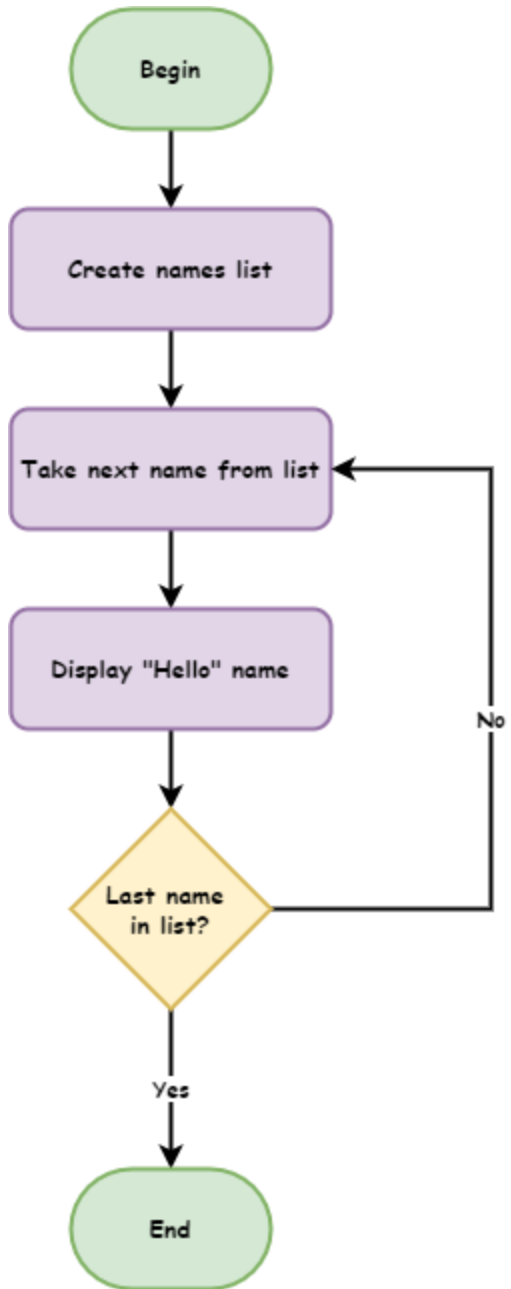 Begin
Create names list
Take next name from list
Display "Hello" name
No
Last name
in list?
Yes
End